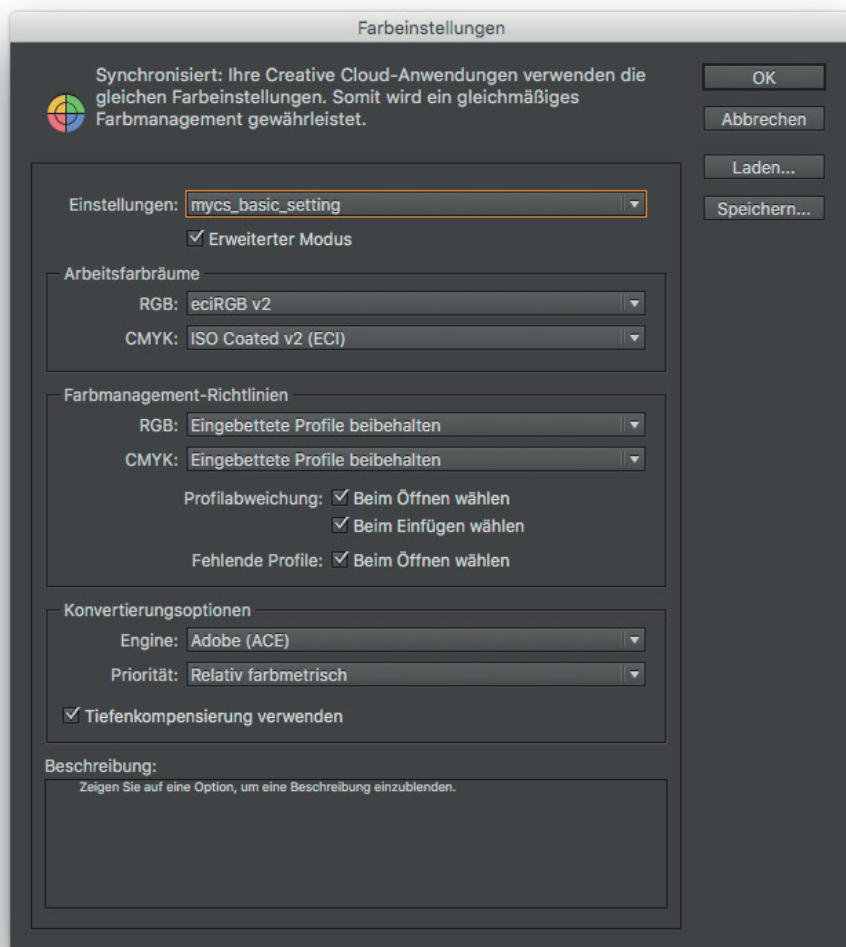 Farbeinstellungen
Synchronisiert: Ihre Creative Cloud-Anwendungen verwenden die
gleichen Farbeinstellungen. Somit wird ein gleichmäßiges
Farbmanagement gewährleistet.
OK
Abbrechen
Laden...
Speichern...
Einstellungen: mycs_basic_setting
Erweiterter Modus
Arbeitsfarbräume
RGB: eciRGB v2
CMYK: ISO Coated v2 (ECI)
Farbmanagement-Richtlinien
RGB: Eingebettete Profile beibehalten
CMYK: Eingebettete Profile beibehalten
Profilabweichung: Beim Öffnen wählen
Beim Einfügen wählen
Fehlende Profile: Beim Öffnen wählen
Konvertierungsoptionen
Engine: Adobe (ACE)
Priorität: Relativ farbmetrisch
Tiefenkompensierung verwenden
Beschreibung:
Zeigen Sie auf eine Option, um eine Beschreibung einzublenden.